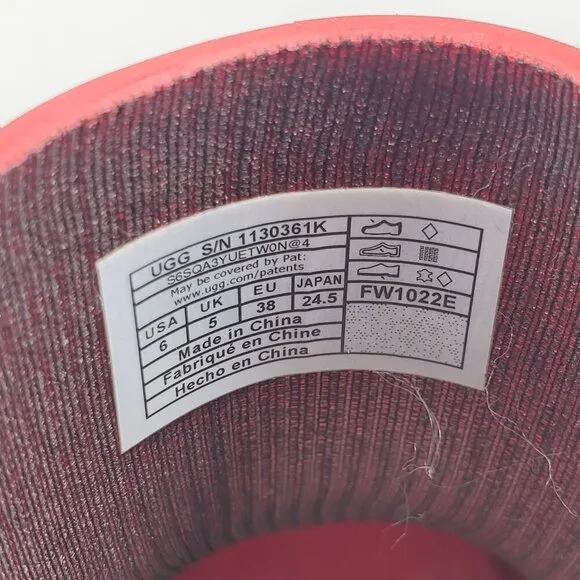 UGG S/N 1130361K
S6SQA3YUETW0N@4
May be covered by Pat:
www.ugg.com/patents
USA UK EU JAPAN
6 5 38 24.5
Made in China
Fabriqué en Chine
Hecho en China
FW1022E